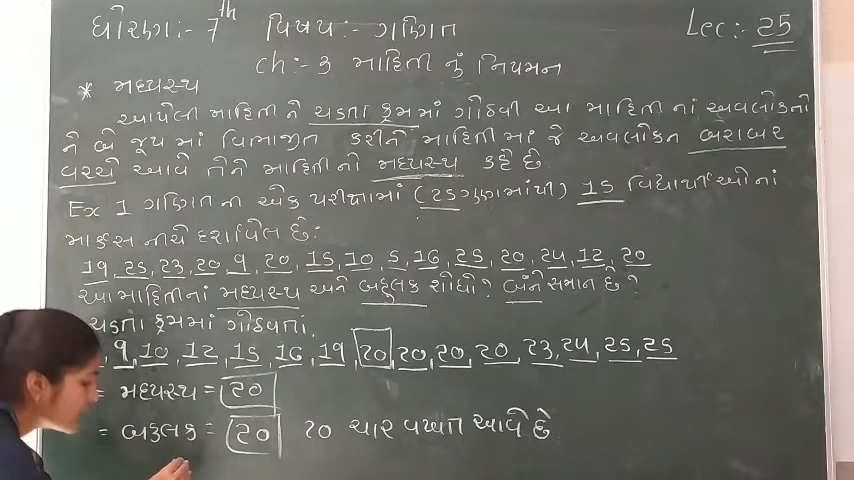 ધોરણ:- 7th વિષય:- ગણિત Lec:- 25
ch:- 3 માહિતી નું નિયમન
* મધ્યસ્થ
આપેલી માહિતી ને ચડતા ક્રમમાં ગોઠવી આ માહિતી નાં અવલોકનો
ને બે જૂથ માં વિભાજીત કરીને માહિતી માં જે અવલોકન બરાબર
વચ્ચે આવે તેને માહિતી નો મધ્યસ્થ કહે છે.
Ex 1 ગણિત ની એક પરીક્ષામાં (૨૫ ગુણમાંથી) 15 વિદ્યાર્થીઓનાં
માર્ક્સ નીચે દર્શાવેલ છે:
19, 25, 23, 20, 9, 20, 15, 10, 5, 16, 25, 20, 24, 12, 20
આ માહિતીનાં મધ્યસ્થ અને બહુલક શોધો? બંને સમાન છે?
ચડતા ક્રમમાં ગોઠવતાં.
, 9, 10, 12, 15, 16, 19, 20, 20, 20, 20, 23, 24, 25, 25
= મધ્યસ્થ = 20
= બહુલક = 20 20 ચાર વખત આવે છે